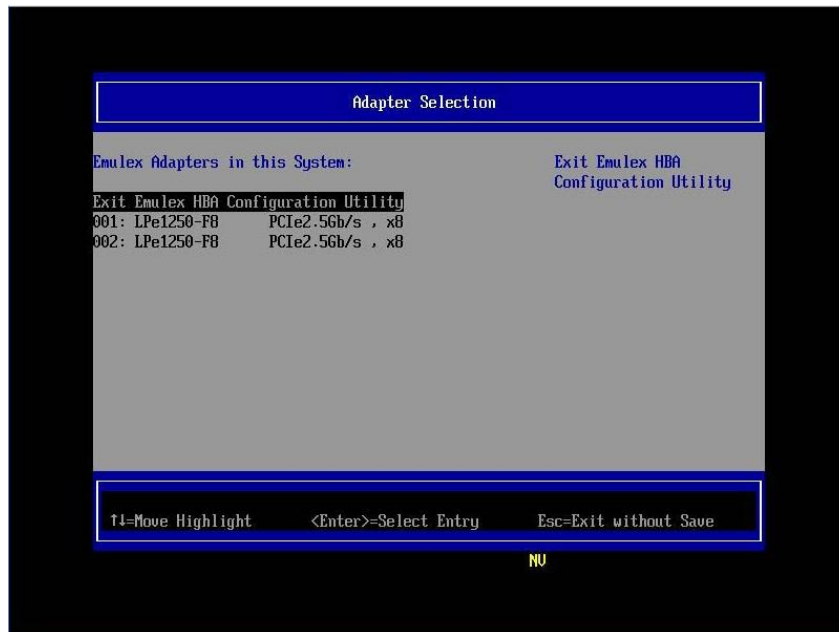 Adapter Selection
Emulex Adapters in this System:
Exit Emulex HBA
Configuration Utility
Exit Emulex HBA Configuration Utility
001: LPe1250-F8 PCIe2.5Gb/s , x8
002: LPe1250-F8 PCIe2.5Gb/s , x8
↑↓=Move Highlight <Enter>=Select Entry Esc=Exit without Save
NV